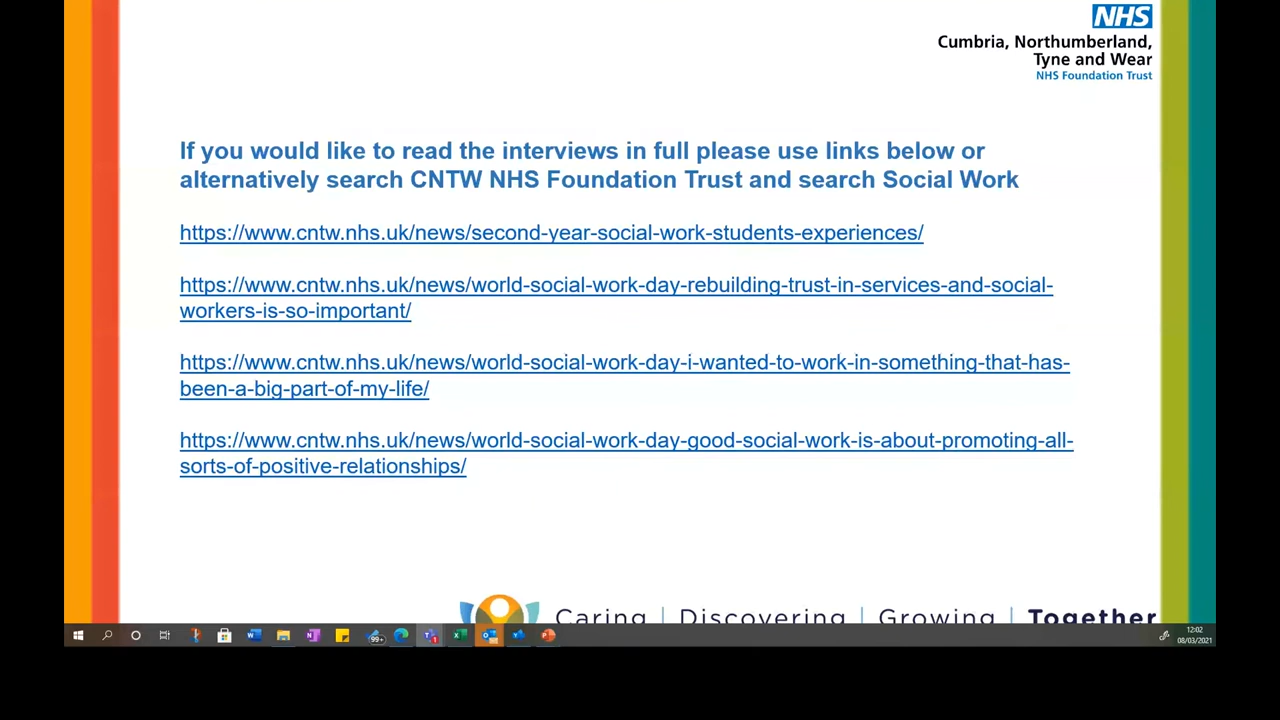 NHS
Cumbria, Northumberland,
Tyne and Wear
NHS Foundation Trust
If you would like to read the interviews in full please use links below or
alternatively search CNTW NHS Foundation Trust and search Social Work
https://www.cntw.nhs.uk/news/second-year-social-work-students-experiences/
https://www.cntw.nhs.uk/news/world-social-work-day-rebuilding-trust-in-services-and-social-
workers-is-so-important/
https://www.cntw.nhs.uk/news/world-social-work-day-i-wanted-to-work-in-something-that-has-
been-a-big-part-of-my-life/
https://www.cntw.nhs.uk/news/world-social-work-day-good-social-work-is-about-promoting-all-
sorts-of-positive-relationships/
Caring | Discovering | Growing | Together
99+
12:02
08/03/2021